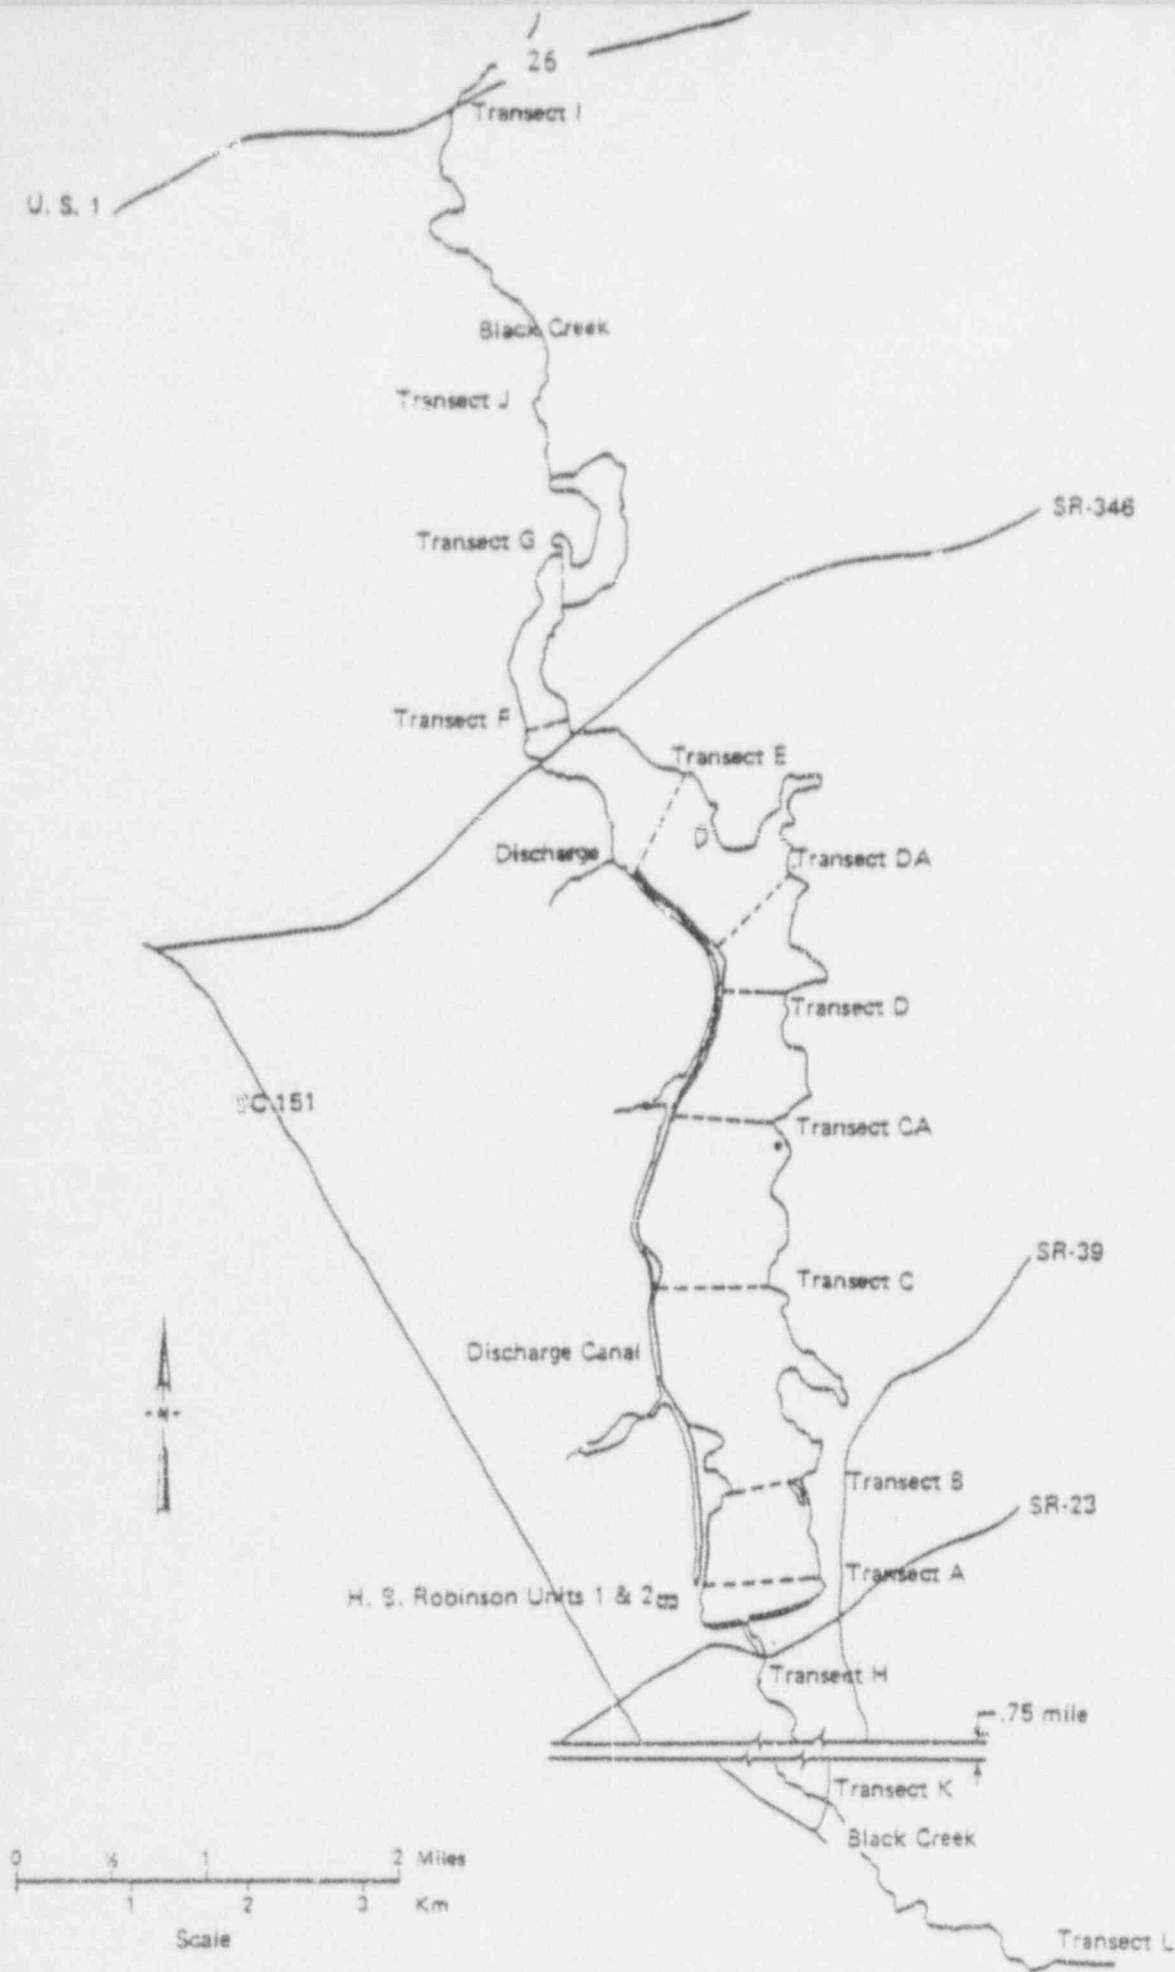 26
Transect I
U. S. 1
Black Creek
Transect J
SR-346
Transect G
Transect F
Transect E
Discharge
Transect DA
Transect D
SC 151
Transect CA
SR-39
Transect C
Discharge Canal
N
Transect B
SR-23
Transect A
H. B. Robinson Units 1 & 2
Transect H
.75 mile
Transect K
Black Creek
0 ½ 1 2 Miles
1 2 3 Km
Scale
Transect L